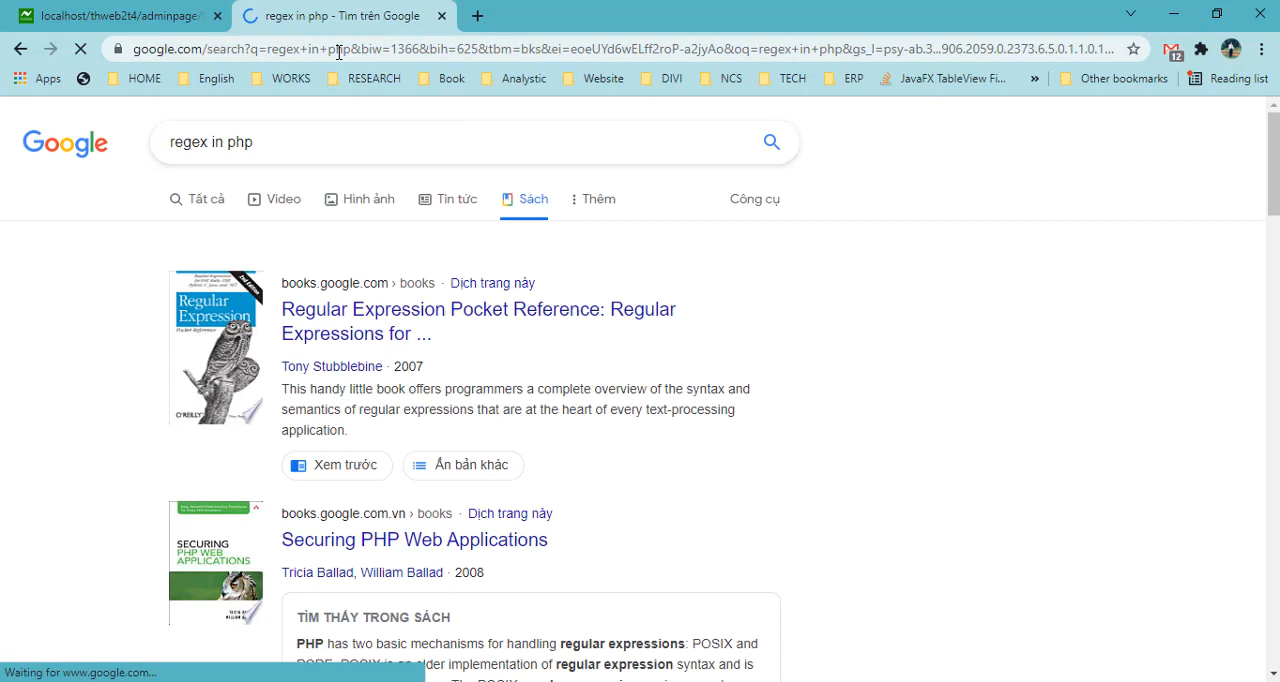 localhost/thweb2t4/adminpage/
regex in php - Tìm trên Google
google.com/search?q=regex+in+php&biw=1366&bih=625&tbm=bks&ei=eoeUYd6wELff2roP-a2jyAo&oq=regex+in+php&gs_l=psy-ab.3...906.2059.0.2373.6.5.0.1.1.0.1...
12
Apps HOME English WORKS RESEARCH Book Analystic Website DIVI NCS TECH ERP JavaFX TableView Fi... » Other bookmarks Reading list
Google
regex in php
Tất cả Video Hình ảnh Tin tức Sách Thêm Công cụ
books.google.com › books · Dịch trang này
Regular Expression Pocket Reference: Regular
Expressions for ...
Tony Stubblebine · 2007
This handy little book offers programmers a complete overview of the syntax and
semantics of regular expressions that are at the heart of every text-processing
application.
Xem trước Ấn bản khác
Regular
Expression
Pocket Reference
O'REILLY
books.google.com.vn › books · Dịch trang này
Securing PHP Web Applications
Tricia Ballad, William Ballad · 2008
SECURING
PHP WEB
APPLICATIONS
TÌM THẤY TRONG SÁCH
PHP has two basic mechanisms for handling regular expressions: POSIX and
older implementation of regular expression syntax and is
Waiting for www.google.com...